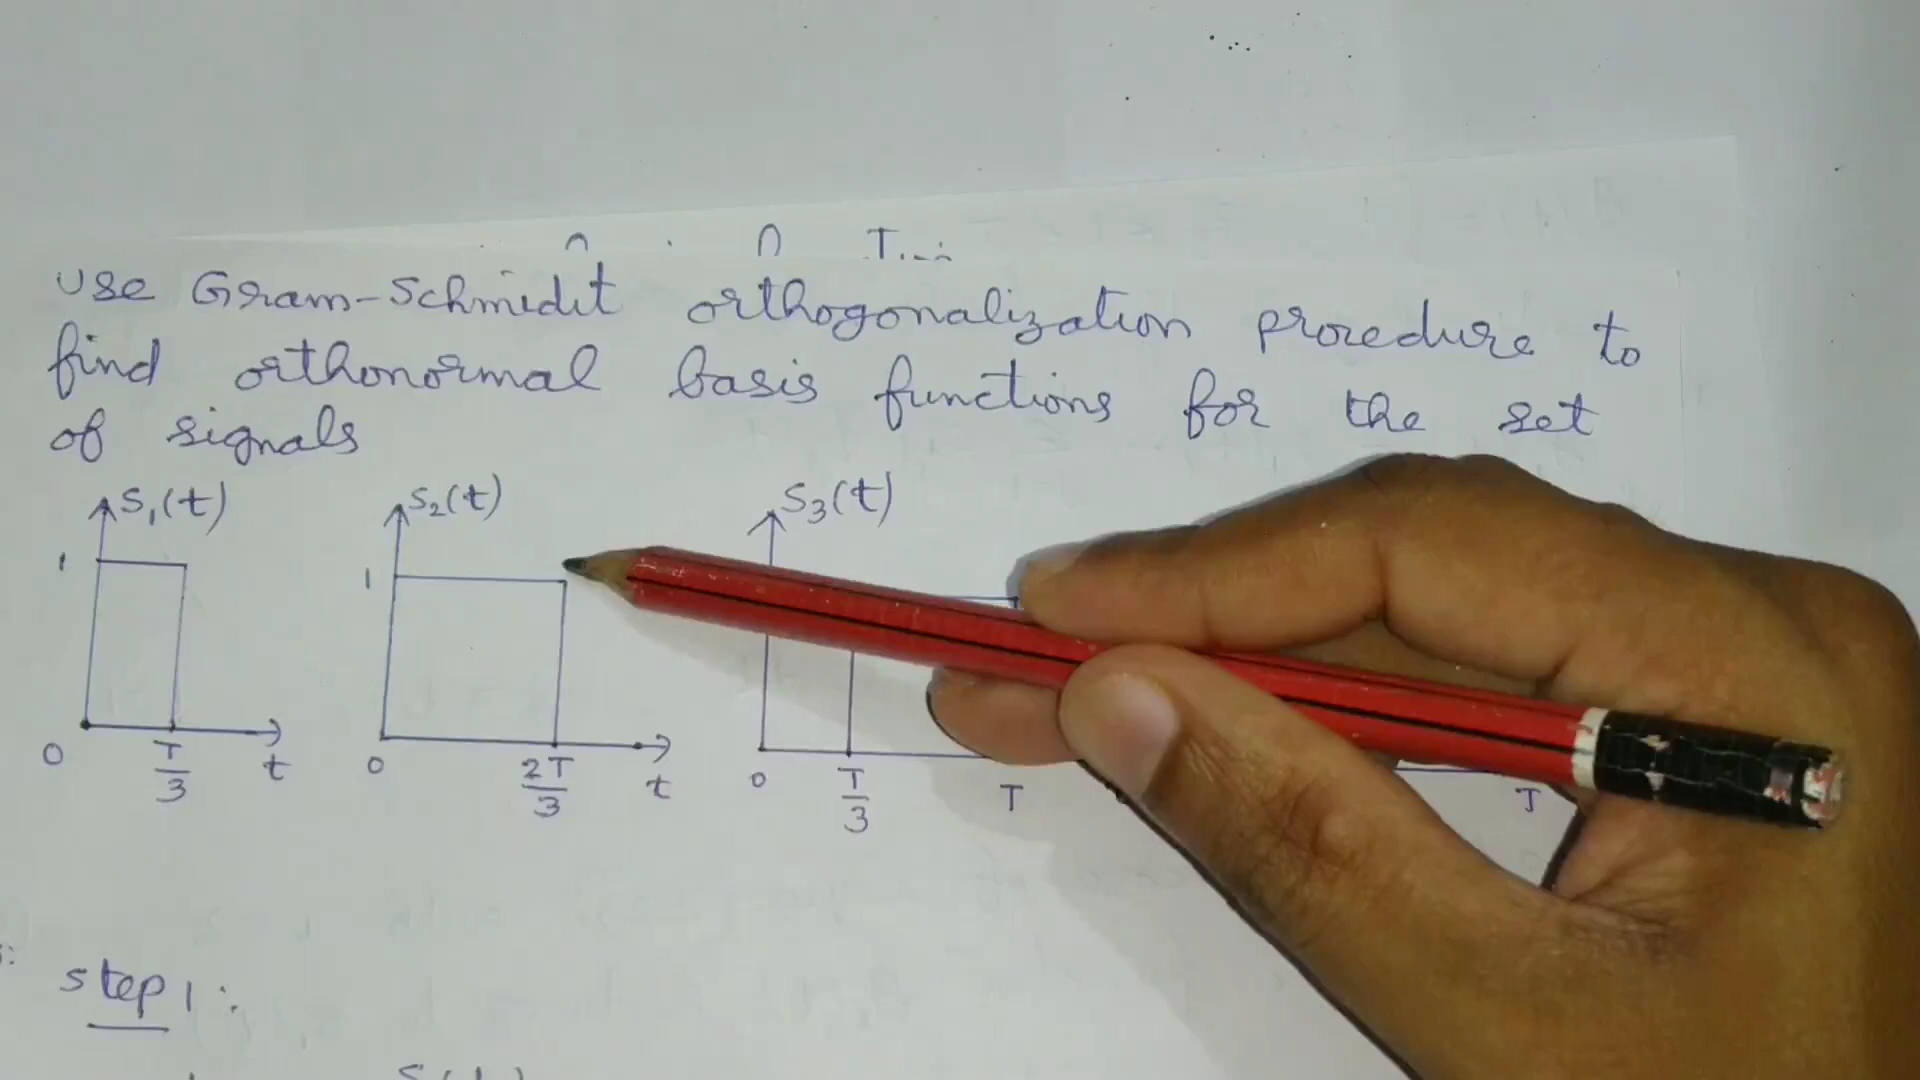 use Gram-Schmidt orthogonalization procedure to
find orthonormal basis functions for the set
of signals
S1(t) S2(t) S3(t)
1 1
0 T/3 t 0 2T/3 t 0 T/3 T T
step 1: